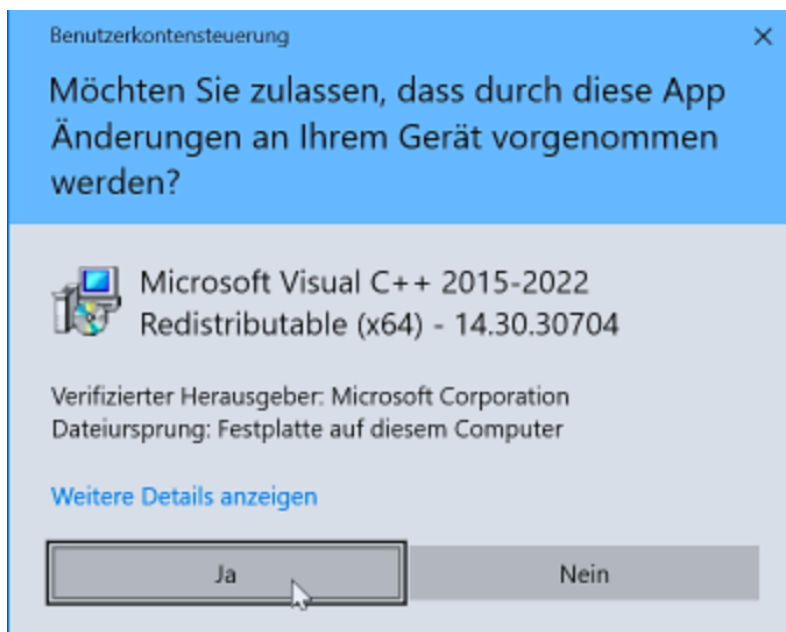 Benutzerkontensteuerung
Möchten Sie zulassen, dass durch diese App
Änderungen an Ihrem Gerät vorgenommen
werden?
Microsoft Visual C++ 2015-2022
Redistributable (x64) - 14.30.30704
Verifizierter Herausgeber: Microsoft Corporation
Dateiursprung: Festplatte auf diesem Computer
Weitere Details anzeigen
Ja Nein